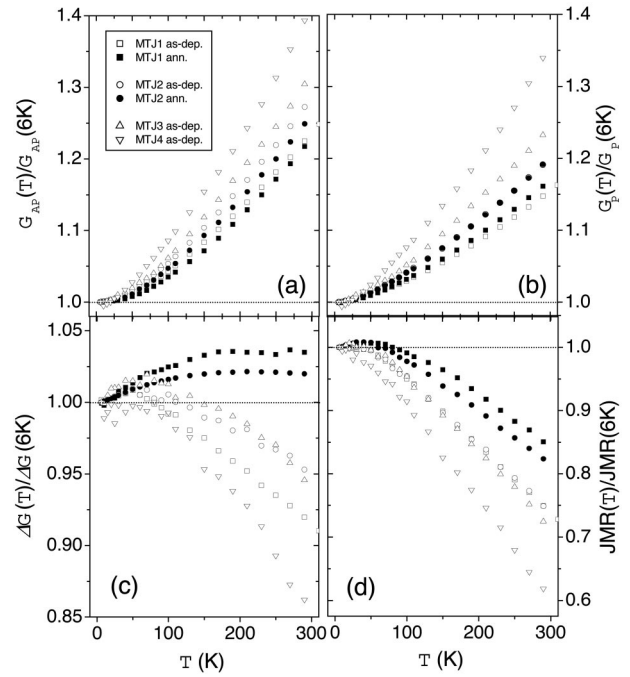 1.4
1.3
1.2
1.1
1.0
G_AP(T)/G_AP(6K)
MTJ1 as-dep.
MTJ1 ann.
MTJ2 as-dep.
MTJ2 ann.
MTJ3 as-dep.
MTJ4 as-dep.
(a)
1.4
1.3
1.2
1.1
1.0
G_P(T)/G_P(6K)
(b)
1.05
1.00
0.95
0.90
0.85
ΔG(T)/ΔG(6K)
(c)
0 100 200 300
T (K)
1.0
0.9
0.8
0.7
0.6
JMR(T)/JMR(6K)
(d)
0 100 200 300
T (K)